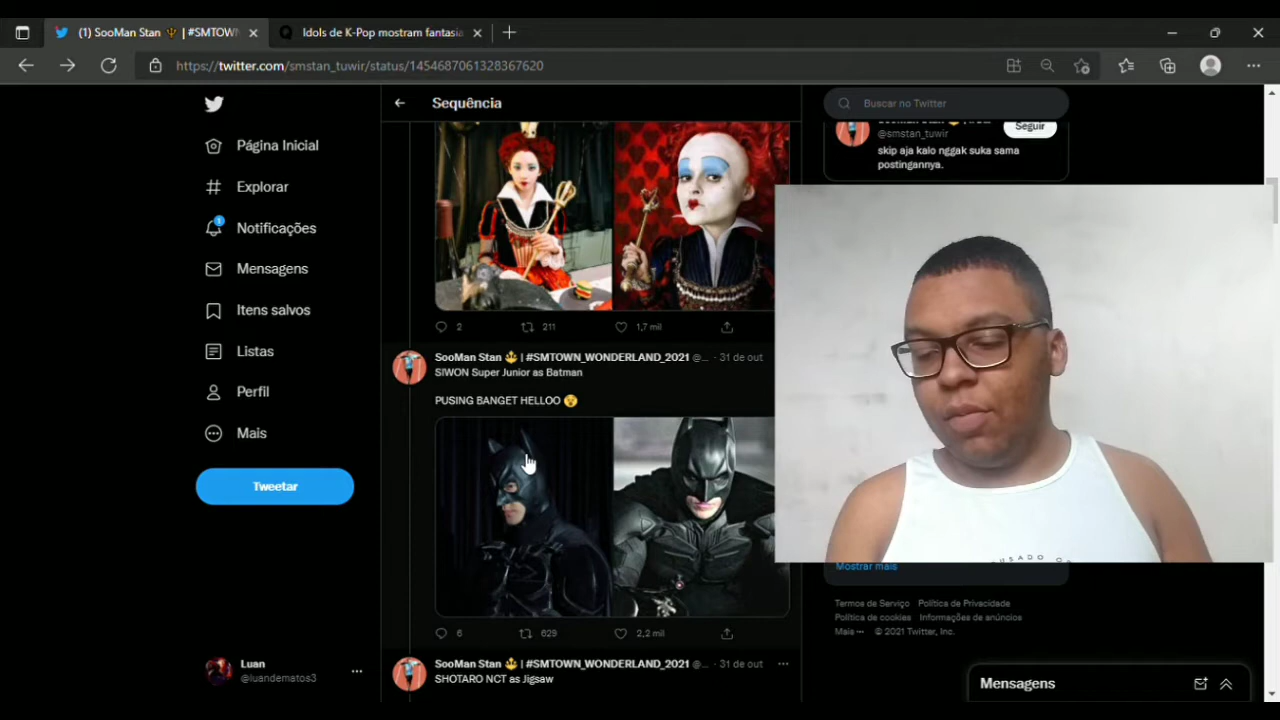 (1) SooMan Stan 🔱 | #SMTOWN
Idols de K-Pop mostram fantasia
https://twitter.com/smstan_tuwir/status/1454687061328367620
Página Inicial
Explorar
1
Notificações
Mensagens
Itens salvos
Listas
Perfil
Mais
Tweetar
Luan
@luandematos3
Sequência
2 211 1,7 mil
SooMan Stan 🔱 | #SMTOWN_WONDERLAND_2021 @... · 31 de out
SIWON Super Junior as Batman
PUSING BANGET HELLOO 😵
6 629 2,2 mil
SooMan Stan 🔱 | #SMTOWN_WONDERLAND_2021 @... · 31 de out
SHOTARO NCT as Jigsaw
Buscar no Twitter
@smstan_tuwir
Seguir
skip aja kalo nggak suka sama
postingannya.
Mostrar mais
Termos de Serviço Política de Privacidade
Política de cookies Informações de anúncios
Mais ··· © 2021 Twitter, Inc.
Mensagens